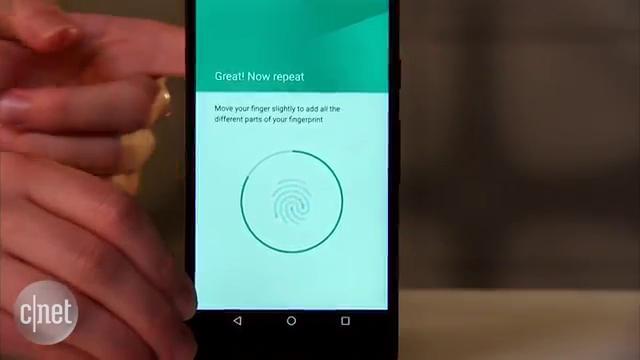 Great! Now repeat
Move your finger slightly to add all the
different parts of your fingerprint
c|net